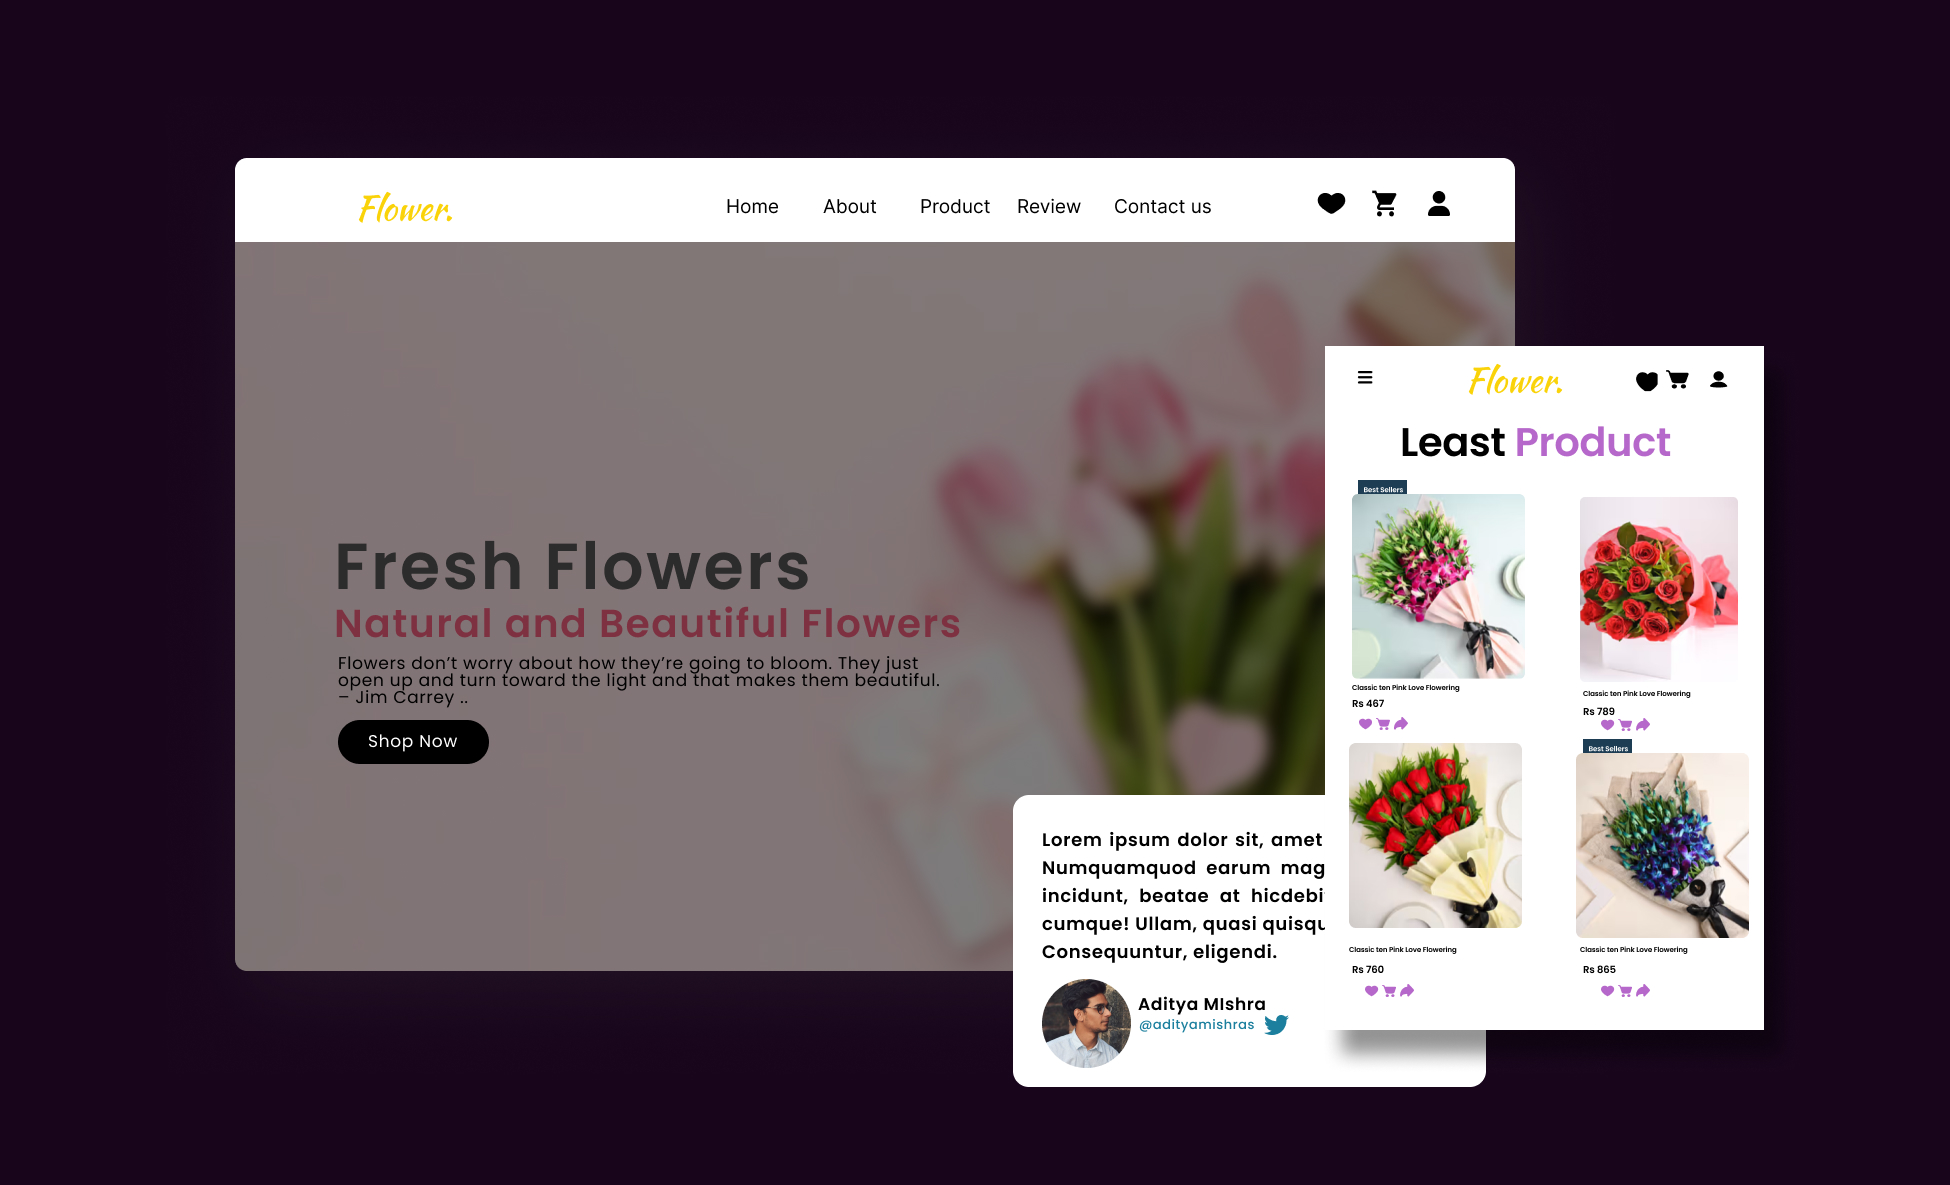 Flower.
Home About Product Review Contact us
Fresh Flowers
Natural and Beautiful Flowers
Flowers don't worry about how they're going to bloom. They just
open up and turn toward the light and that makes them beautiful.
– Jim Carrey ..
Shop Now
Flower.
Least Product
Best Sellers
Classic ten Pink Love Flowering
Rs 467
Classic ten Pink Love Flowering
Rs 789
Best Sellers
Classic ten Pink Love Flowering
Rs 760
Classic ten Pink Love Flowering
Rs 865
Lorem ipsum dolor sit, amet
Numquamquod earum mag
incidunt, beatae at hicdebi
cumque! Ullam, quasi quisqu
Consequuntur, eligendi.
Aditya MIshra
@adityamishras